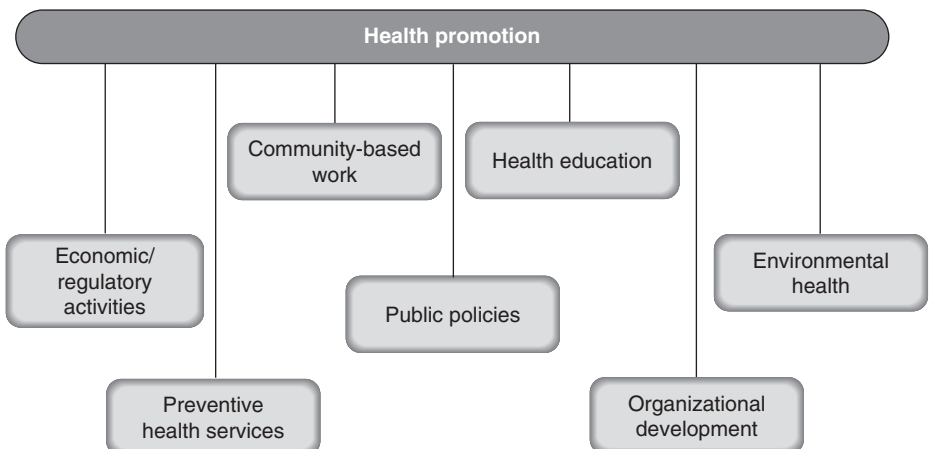 Health promotion
Community-based
work
Health education
Economic/
regulatory
activities
Environmental
health
Public policies
Preventive
health services
Organizational
development